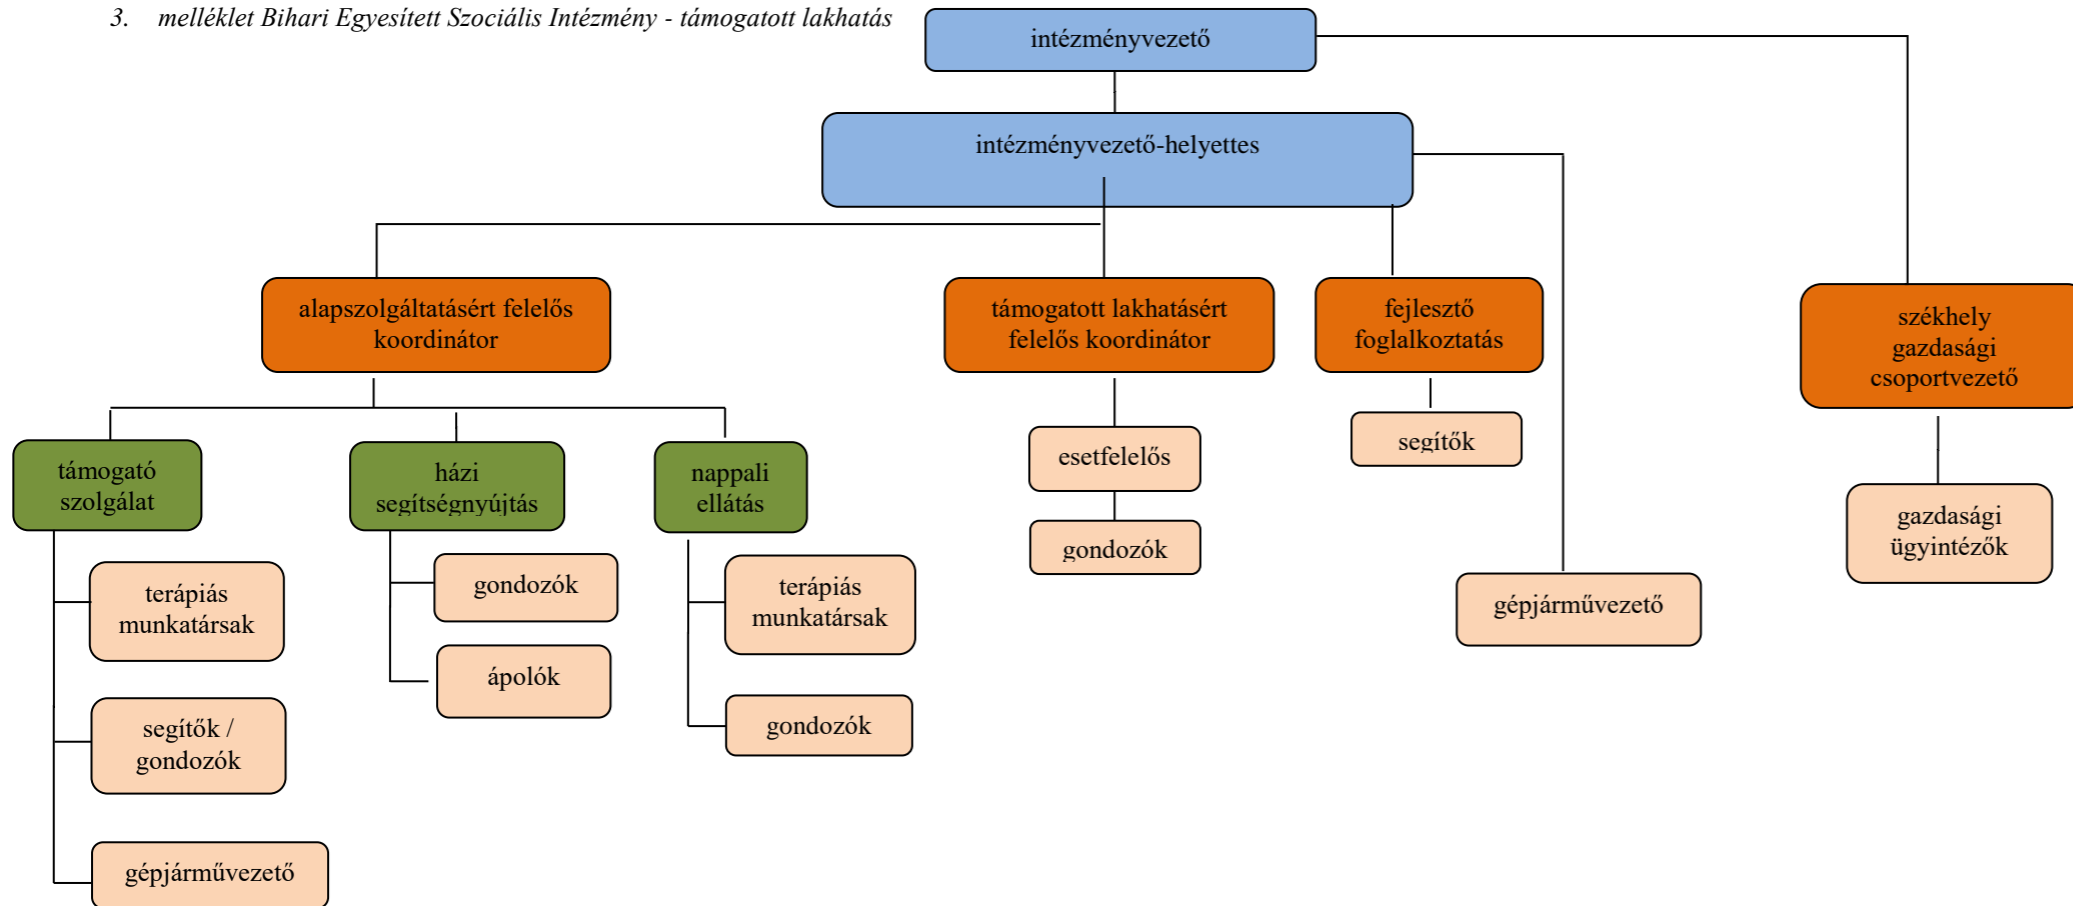 3. melléklet Bihari Egyesített Szociális Intézmény - támogatott lakhatás
intézményvezető
intézményvezető-helyettes
alapszolgáltatásért felelős
koordinátor
támogatott lakhatásért
felelős koordinátor
fejlesztő
foglalkoztatás
székhely
gazdasági
csoportvezető
támogató
szolgálat
házi
segítségnyújtás
nappali
ellátás
esetfelelős
segítők
gondozók
gazdasági
ügyintézők
terápiás
munkatársak
gondozók
terápiás
munkatársak
gépjárművezető
ápolók
segítők /
gondozók
gondozók
gépjárművezető